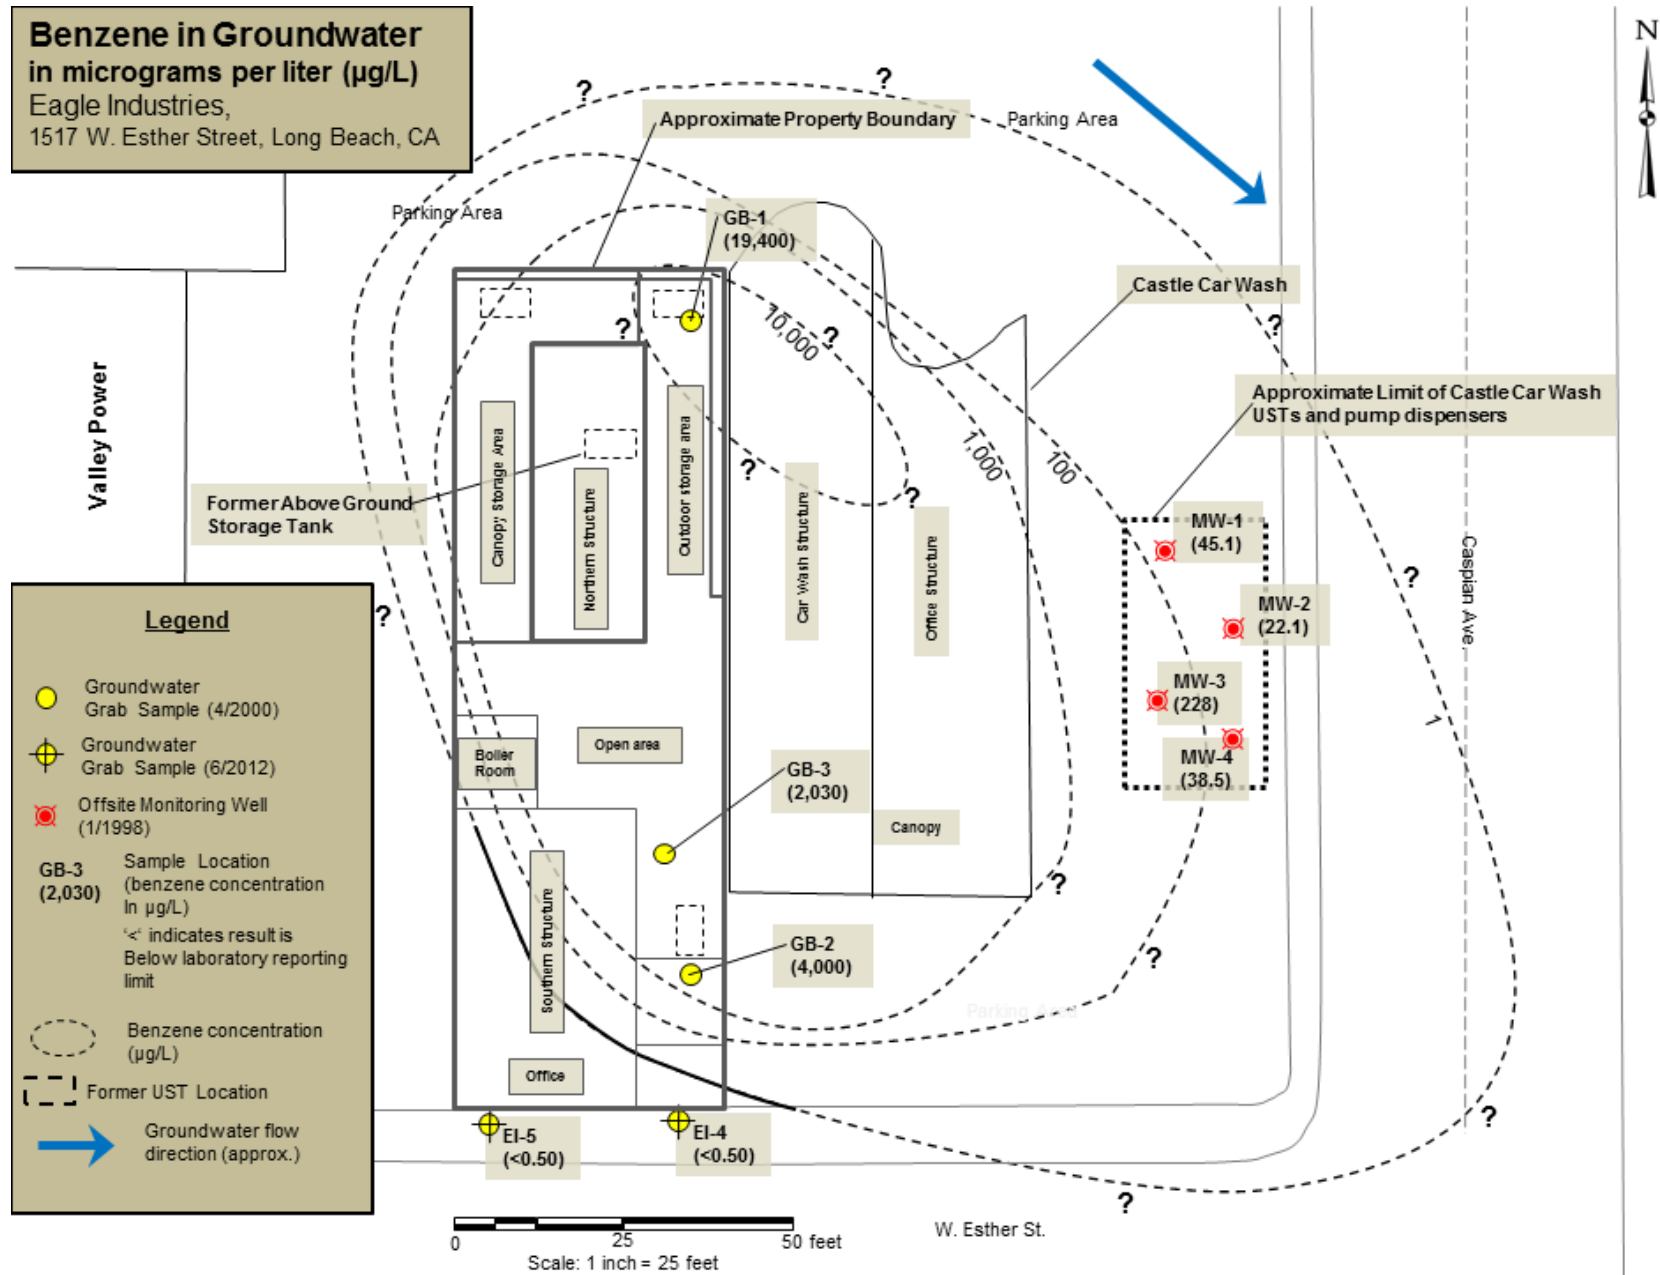 Benzene in Groundwater
in micrograms per liter (µg/L)
Eagle Industries,
1517 W. Esther Street, Long Beach, CA
N
?
?
Approximate Property Boundary
Parking Area
Parking Area
GB-1
(19,400)
Castle Car Wash
10,000
?
?
?
Approximate Limit of Castle Car Wash
USTs and pump dispensers
Valley Power
Canopy Storage Area
Outdoor storage area
Northern Structure
Car Wash Structure
Office Structure
1,000
100
?
?
Former Above Ground
Storage Tank
MW-1
(45.1)
Caspian Ave.
?
?
MW-2
(22.1)
MW-3
(228)
1
MW-4
(38.5)
Open area
Boiler
Room
GB-3
(2,030)
Canopy
?
Southern Structure
GB-2
(4,000)
?
Parking Area
Office
?
EI-5
(<0.50)
EI-4
(<0.50)
?
W. Esther St.
0
25
50 feet
Scale: 1 inch = 25 feet
Legend
Groundwater
Grab Sample (4/2000)
Groundwater
Grab Sample (6/2012)
Offsite Monitoring Well
(1/1998)
GB-3
(2,030)
Sample Location
(benzene concentration
In µg/L)
'<' indicates result is
Below laboratory reporting
limit
Benzene concentration
(µg/L)
Former UST Location
Groundwater flow
direction (approx.)